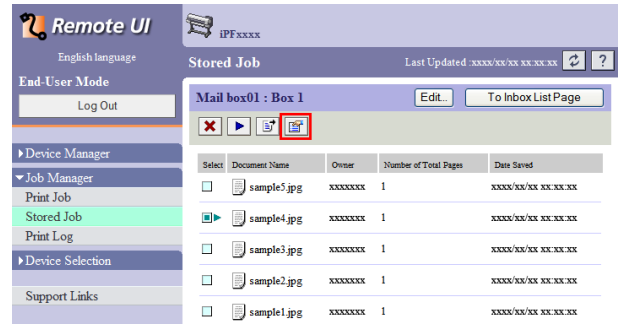 Remote UI
English language
End-User Mode
Log Out
Device Manager
Job Manager
Print Job
Stored Job
Print Log
Device Selection
Support Links
iPFxxxx
Stored Job
Last Updated :xxxx/xx/xx xx:xx:xx
?
Mail box01 : Box 1
Edit...
To Inbox List Page
Select Document Name Owner Number of Total Pages Date Saved
sample5.jpg xxxxxxx 1 xxxx/xx/xx xx:xx:xx
sample4.jpg xxxxxxx 1 xxxx/xx/xx xx:xx:xx
sample3.jpg xxxxxxx 1 xxxx/xx/xx xx:xx:xx
sample2.jpg xxxxxxx 1 xxxx/xx/xx xx:xx:xx
sample1.jpg xxxxxxx 1 xxxx/xx/xx xx:xx:xx